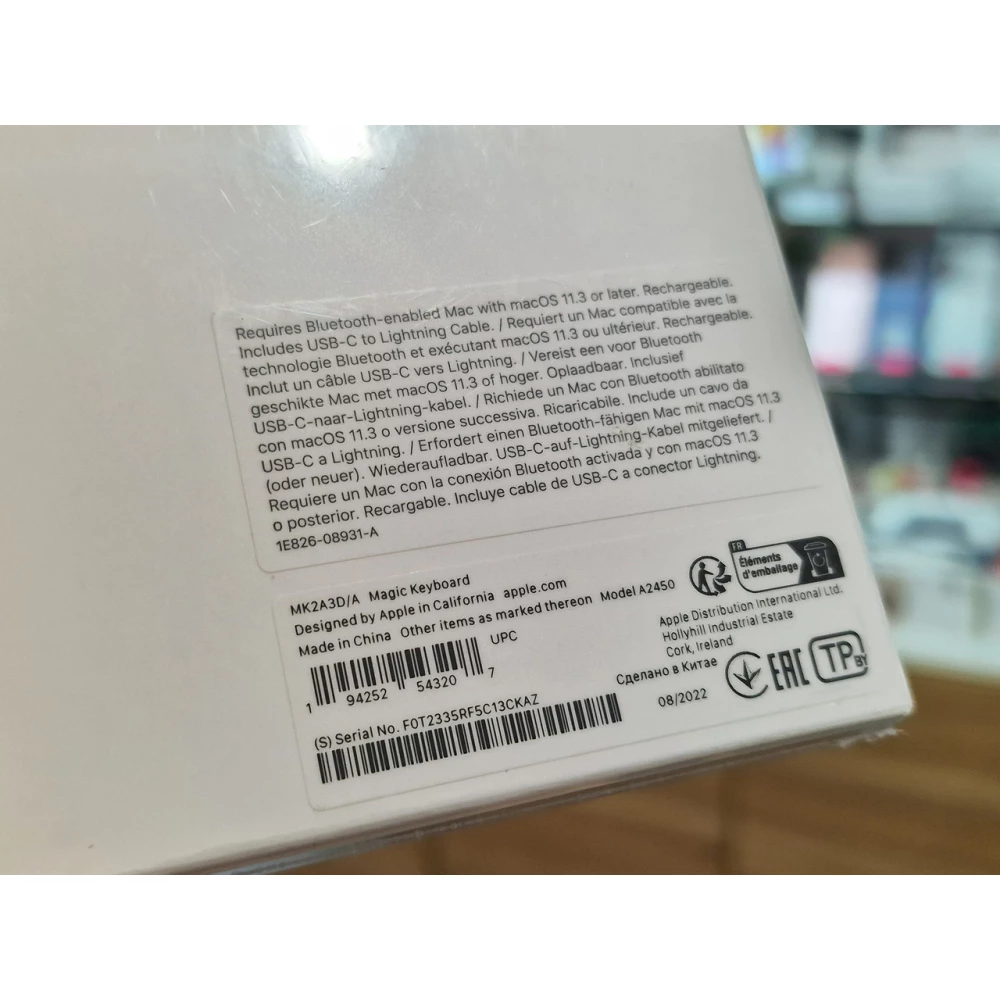 Requires Bluetooth-enabled Mac with macOS 11.3 or later. Rechargeable.
Includes USB-C to Lightning Cable. / Requiert un Mac compatible avec la
technologie Bluetooth et exécutant macOS 11.3 ou ultérieur. Rechargeable.
Inclut un câble USB-C vers Lightning. / Vereist een voor Bluetooth
geschikte Mac met macOS 11.3 of hoger. Oplaadbaar. Inclusief
USB-C-naar-Lightning-kabel. / Richiede un Mac con Bluetooth abilitato
con macOS 11.3 o versione successiva. Ricaricabile. Include un cavo da
USB-C a Lightning. / Erfordert einen Bluetooth-fähigen Mac mit macOS 11.3
(oder neuer). Wiederaufladbar. USB-C-auf-Lightning-Kabel mitgeliefert. /
Requiere un Mac con la conexión Bluetooth activada y con macOS 11.3
o posterior. Recargable. Incluye cable de USB-C a conector Lightning.
1E826-08931-A
MK2A3D/A Magic Keyboard
Designed by Apple in California apple.com
Made in China Other items as marked thereon Model A2450
UPC
1 94252 54320 7
(S) Serial No. F0T2335RF5C13CKAZ
FR
Éléments
d'emballage
Apple Distribution International Ltd.
Hollyhill Industrial Estate
Cork, Ireland
Сделано в Китае
08/2022
EAC
TP
BY